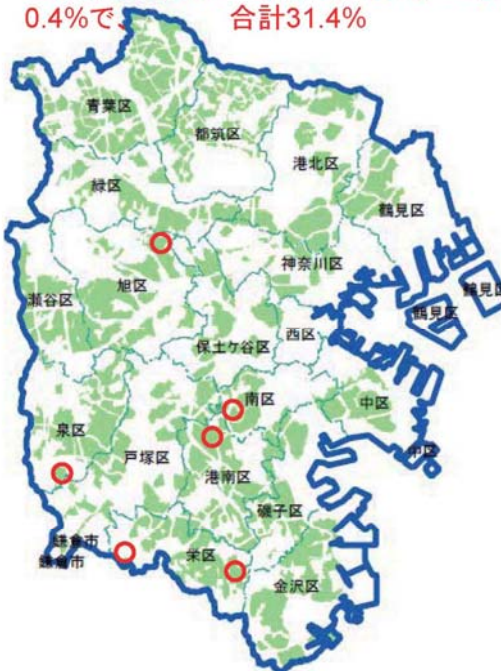 0.4%で、 合計31.4%
青葉区
都筑区
港北区
緑区
鶴見区
神奈川区
旭区
瀬谷区
鶴見区
鶴見区
西区
保土ケ谷区
南区
中区
泉区
戸塚区
中区
港南区
磯子区
鎌倉市
鎌倉市
栄区
金沢区